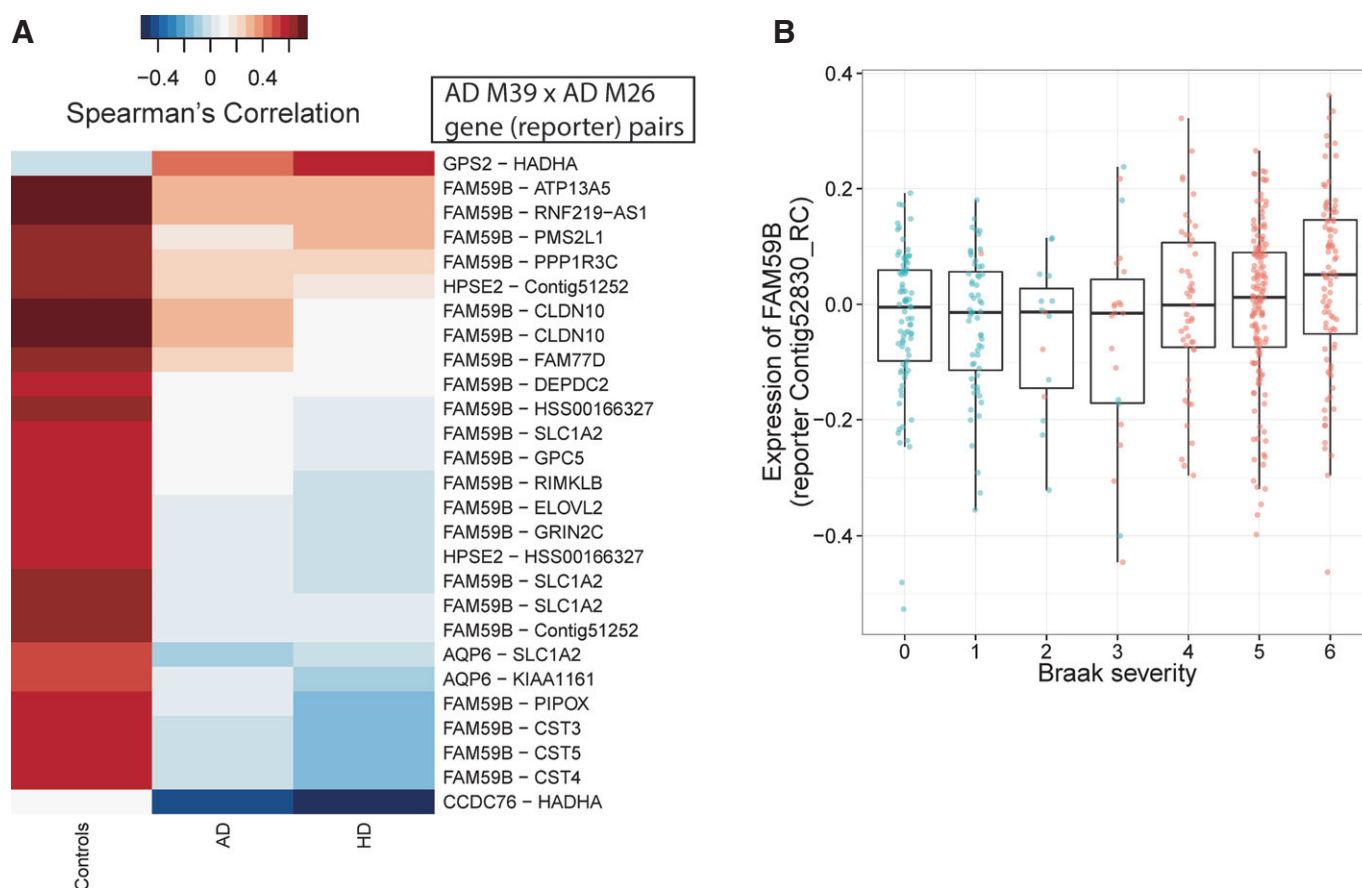 A
−0.4 0 0.4
Spearman's Correlation
AD M39 x AD M26
gene (reporter) pairs
GPS2 − HADHA
FAM59B − ATP13A5
FAM59B − RNF219−AS1
FAM59B − PMS2L1
FAM59B − PPP1R3C
HPSE2 − Contig51252
FAM59B − CLDN10
FAM59B − CLDN10
FAM59B − FAM77D
FAM59B − DEPDC2
FAM59B − HSS00166327
FAM59B − SLC1A2
FAM59B − GPC5
FAM59B − RIMKLB
FAM59B − ELOVL2
FAM59B − GRIN2C
HPSE2 − HSS00166327
FAM59B − SLC1A2
FAM59B − SLC1A2
FAM59B − Contig51252
AQP6 − SLC1A2
AQP6 − KIAA1161
FAM59B − PIPOX
FAM59B − CST3
FAM59B − CST5
FAM59B − CST4
CCDC76 − HADHA
Controls
AD
HD
B
Expression of FAM59B
(reporter Contig52830_RC)
0.4
0.2
0.0
−0.2
−0.4
0 1 2 3 4 5 6
Braak severity